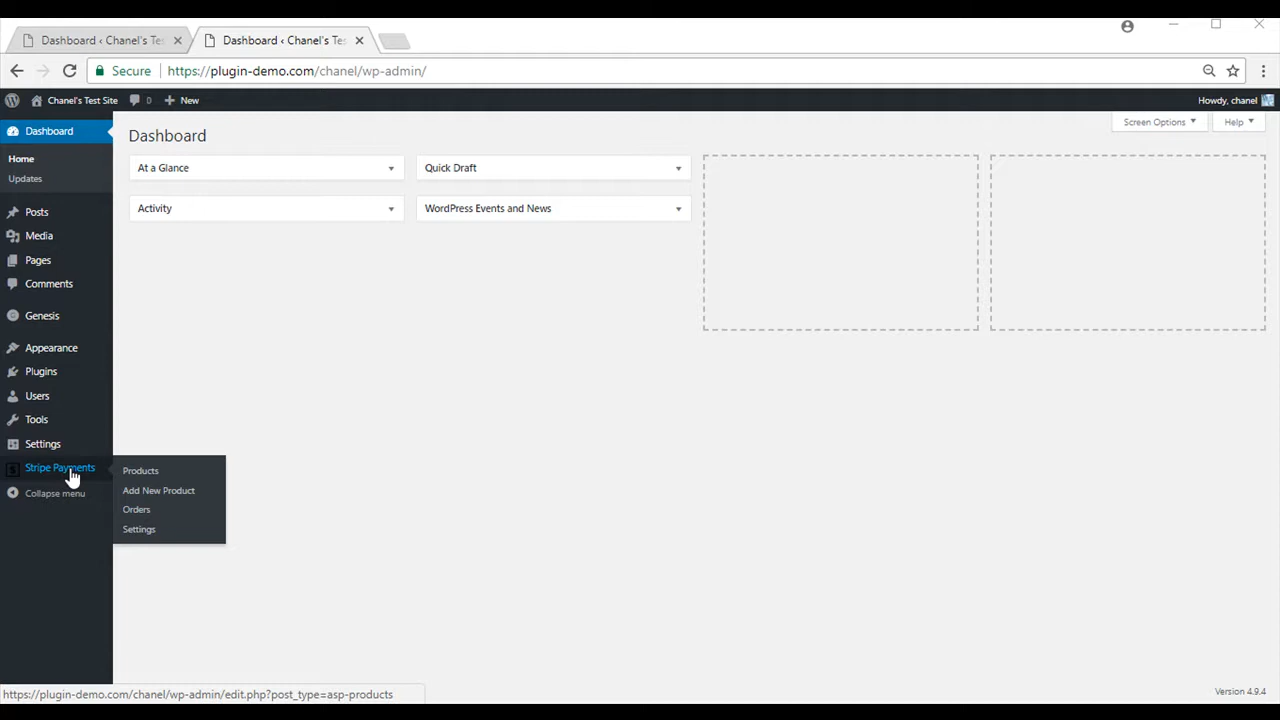 Dashboard ‹ Chanel's Tes
Dashboard ‹ Chanel's Tes
Secure
https://plugin-demo.com/chanel/wp-admin/
Chanel's Test Site
0
New
Howdy, chanel
Dashboard
Home
Updates
Posts
Media
Pages
Comments
Genesis
Appearance
Plugins
Users
Tools
Settings
Stripe Payments
Collapse menu
Products
Add New Product
Orders
Settings
Dashboard
Screen Options
Help
At a Glance
Quick Draft
Activity
WordPress Events and News
https://plugin-demo.com/chanel/wp-admin/edit.php?post_type=asp-products
Version 4.9.4